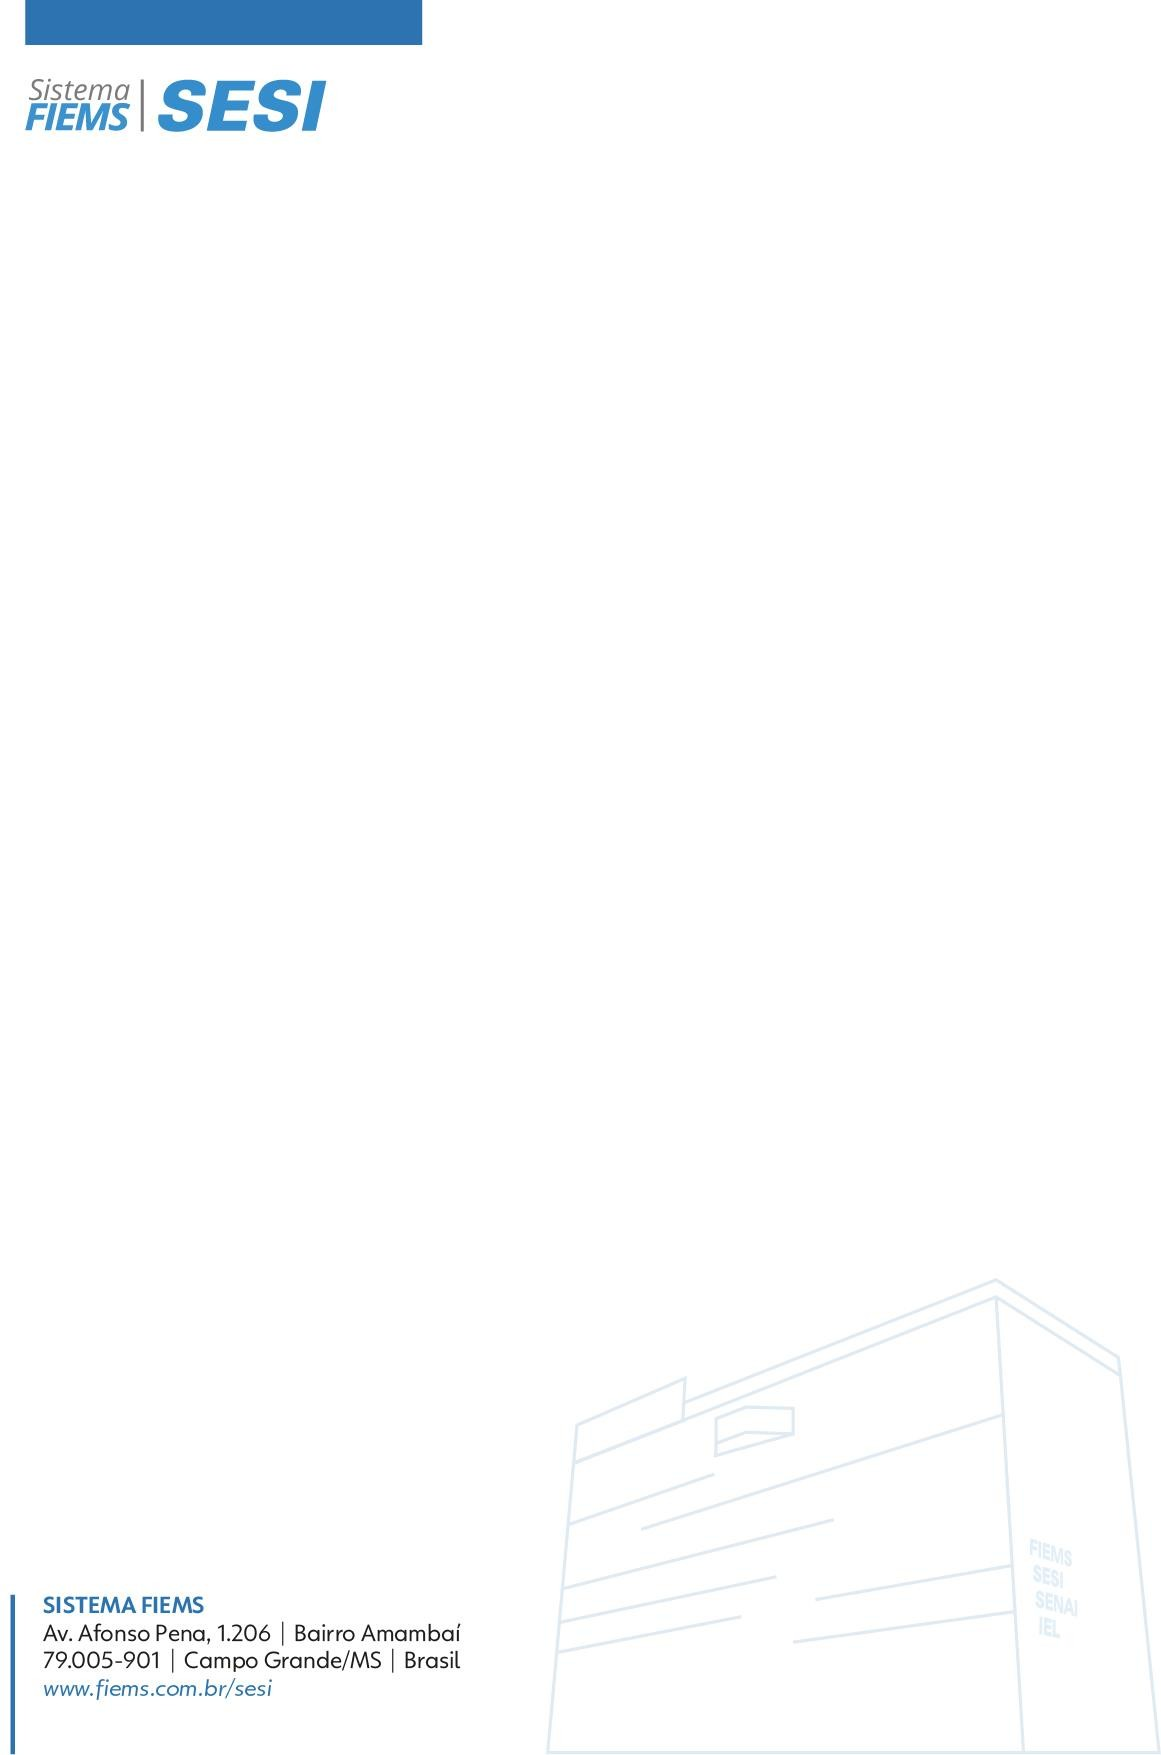 Sistema
FIEMS
SESI
FIEMS
SESI
SENAI
IEL
SISTEMA FIEMS
Av. Afonso Pena, 1.206 | Bairro Amambaí
79.005-901 | Campo Grande/MS | Brasil
www.fiems.com.br/sesi